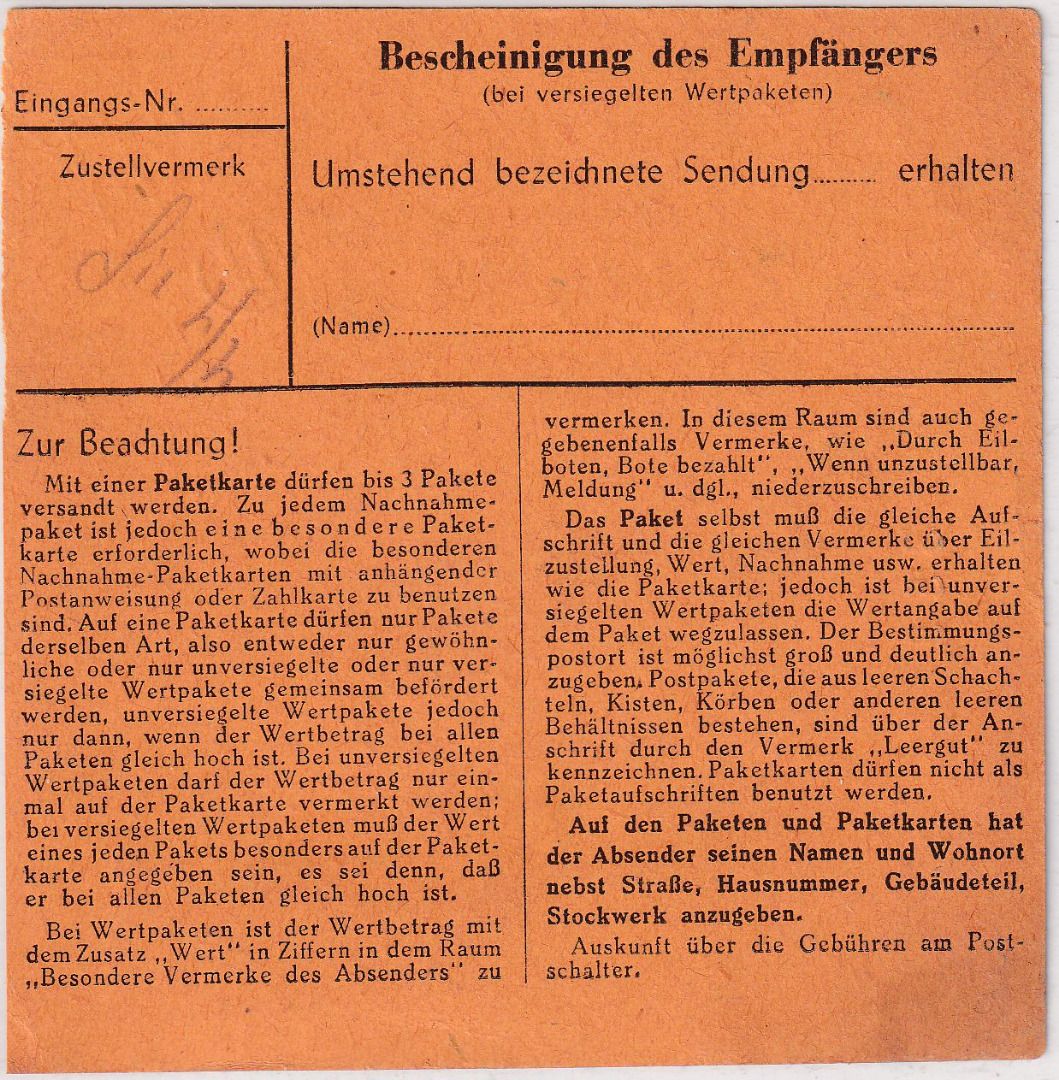 Bescheinigung des Empfängers
(bei versiegelten Wertpaketen)
Eingangs-Nr. ..........
Zustellvermerk
Umstehend bezeichnete Sendung.......... erhalten
(Name)............................................................
Zur Beachtung!
Mit einer Paketkarte dürfen bis 3 Pakete
versandt werden. Zu jedem Nachnahme-
paket ist jedoch eine besondere Paket-
karte erforderlich, wobei die besonderen
Nachnahme-Paketkarten mit anhängender
Postanweisung oder Zahlkarte zu benutzen
sind. Auf eine Paketkarte dürfen nur Pakete
derselben Art, also entweder nur gewöhn-
liche oder nur unversiegelte oder nur ver-
siegelte Wertpakete gemeinsam befördert
werden, unversiegelte Wertpakete jedoch
nur dann, wenn der Wertbetrag bei allen
Paketen gleich hoch ist. Bei unversiegelten
Wertpaketen darf der Wertbetrag nur ein-
mal auf der Paketkarte vermerkt werden;
bei versiegelten Wertpaketen muß der Wert
eines jeden Pakets besonders auf der Paket-
karte angegeben sein, es sei denn, daß
er bei allen Paketen gleich hoch ist.
Bei Wertpaketen ist der Wertbetrag mit
dem Zusatz „Wert" in Ziffern in dem Raum
„Besondere Vermerke des Absenders" zu
vermerken. In diesem Raum sind auch ge-
gebenenfalls Vermerke, wie „Durch Eil-
boten, Bote bezahlt", „Wenn unzustellbar,
Meldung" u. dgl., niederzuschreiben.
Das Paket selbst muß die gleiche Auf-
schrift und die gleichen Vermerke über Eil-
zustellung, Wert, Nachnahme usw. erhalten
wie die Paketkarte; jedoch ist bei unver-
siegelten Wertpaketen die Wertangabe auf
dem Paket wegzulassen. Der Bestimmungs-
postort ist möglichst groß und deutlich an-
zugeben. Postpakete, die aus leeren Schach-
teln, Kisten, Körben oder anderen leeren
Behältnissen bestehen, sind über der An-
schrift durch den Vermerk „Leergut" zu
kennzeichnen. Paketkarten dürfen nicht als
Paketaufschriften benutzt werden.
Auf den Paketen und Paketkarten hat
der Absender seinen Namen und Wohnort
nebst Straße, Hausnummer, Gebäudeteil,
Stockwerk anzugeben.
Auskunft über die Gebühren am Post-
schalter.